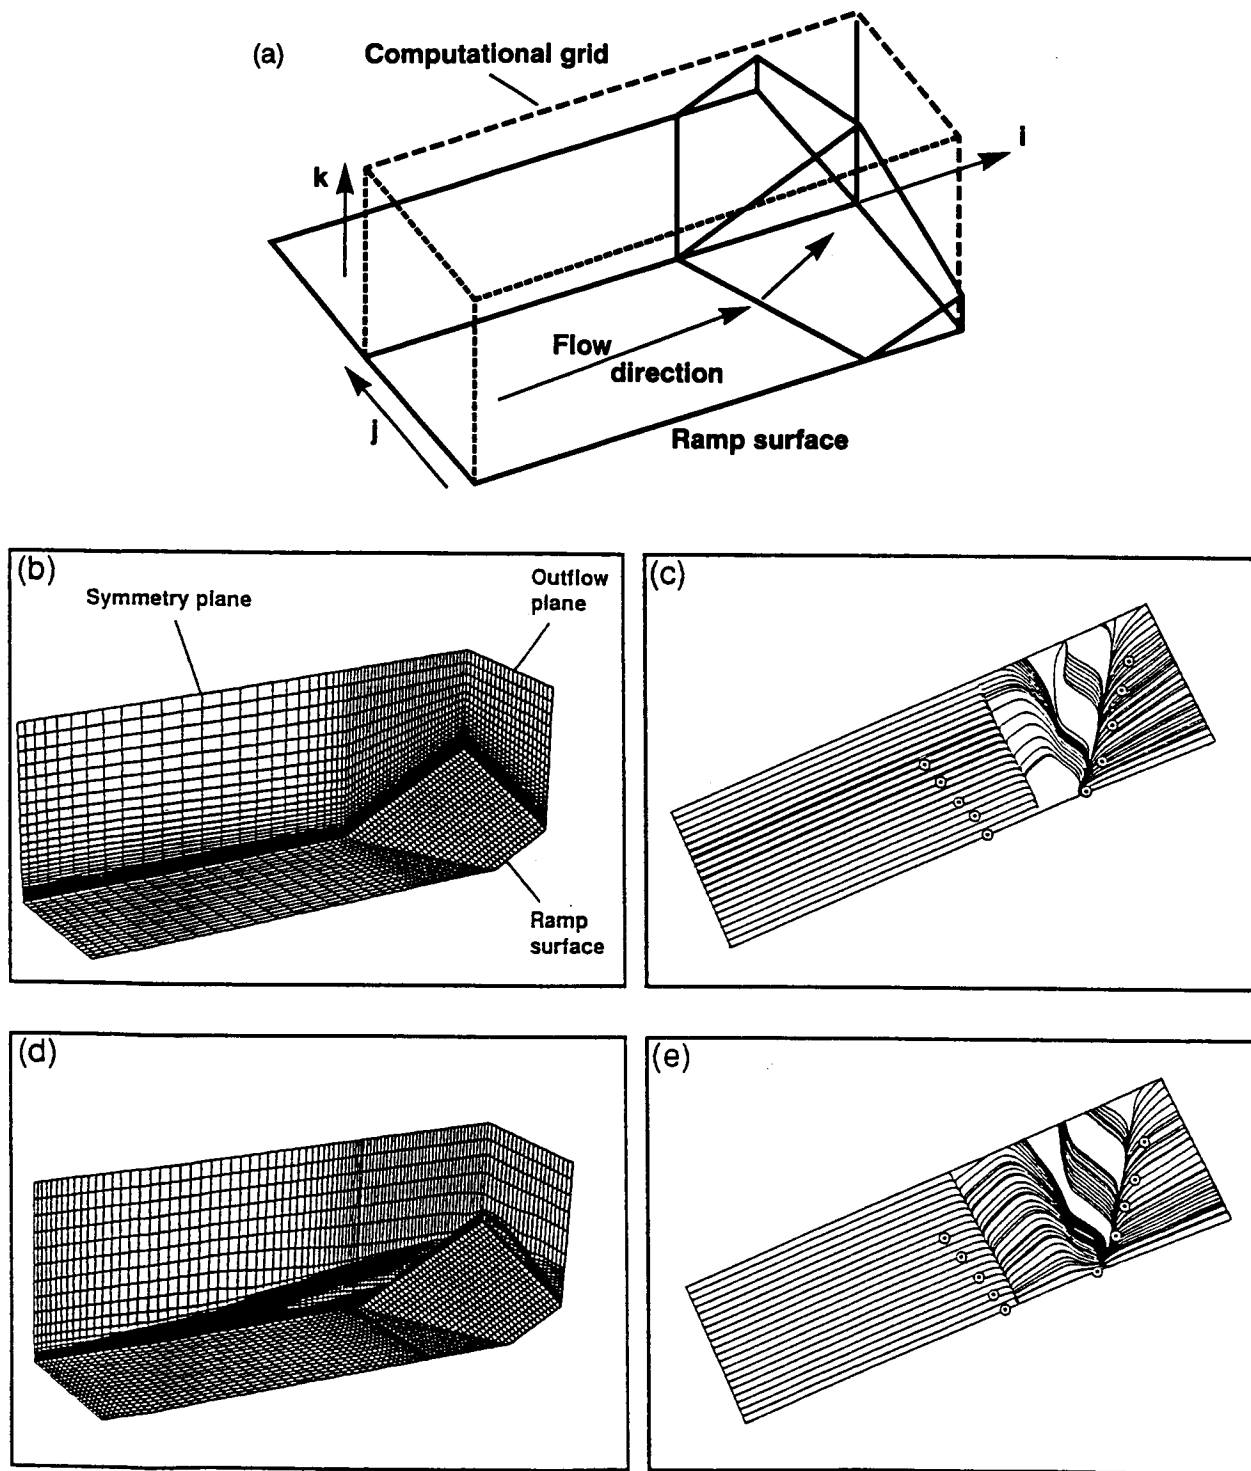 (a)
Computational grid
i
k
Flow
direction
j
Ramp surface
(b)
Symmetry plane
Outflow
plane
Ramp
surface
(c)
(d)
(e)